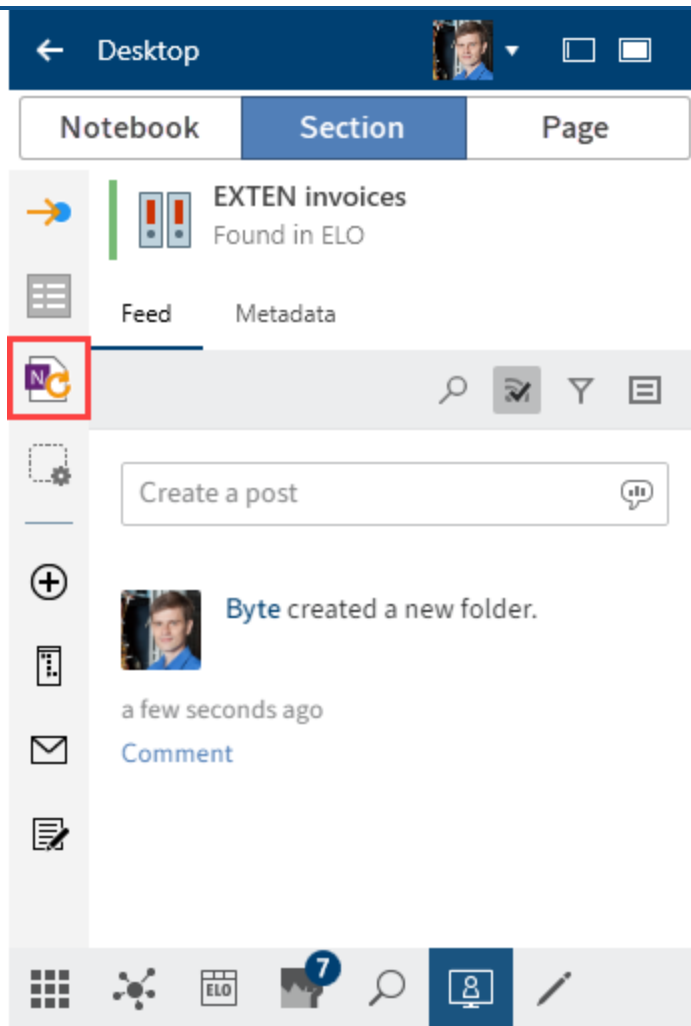 Desktop
Notebook Section Page
EXTEN invoices
Found in ELO
Feed Metadata
N
Create a post
Byte created a new folder.
a few seconds ago
Comment
ELO 7